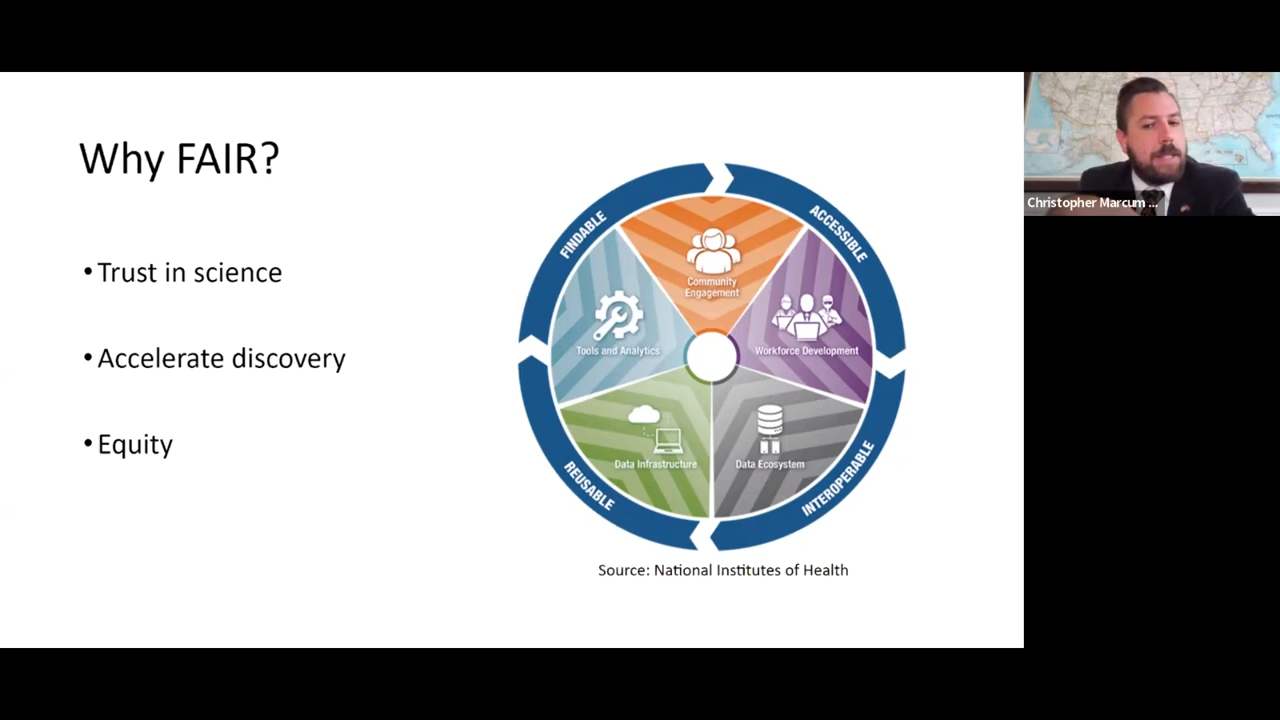 Why FAIR?
• Trust in science
• Accelerate discovery
• Equity
FINDABLE
ACCESSIBLE
Community
Engagement
Tools and Analytics
Workforce Development
Data Infrastructure
Data Ecosystem
REUSABLE
INTEROPERABLE
Source: National Institutes of Health
Christopher Marcum ...